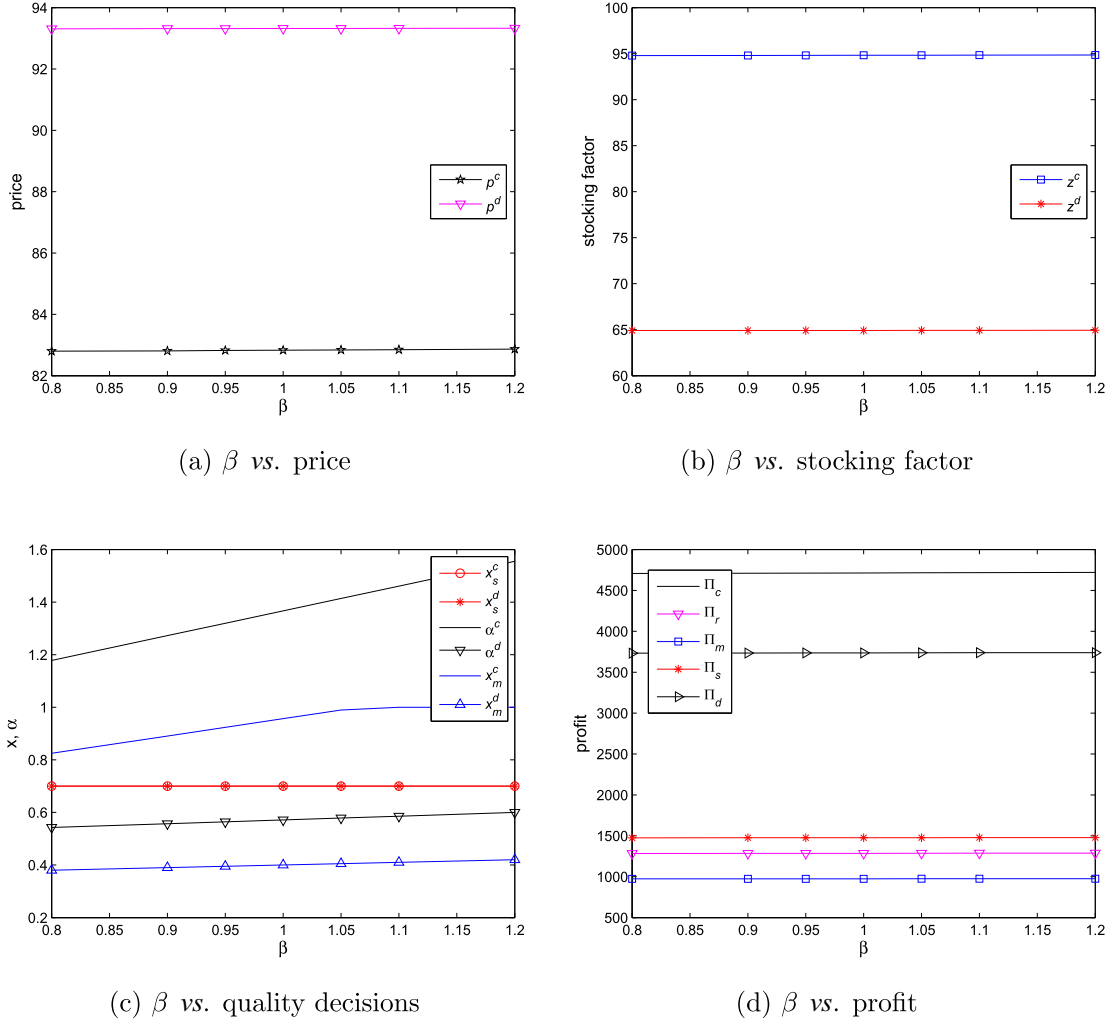 94
92
90
88
86
84
82
price
p^c
p^d
0.8 0.85 0.9 0.95 1 1.05 1.1 1.15 1.2
β
(a) β vs. price
100
95
90
85
80
75
70
65
60
stocking factor
z^c
z^d
0.8 0.85 0.9 0.95 1 1.05 1.1 1.15 1.2
β
(b) β vs. stocking factor
1.6
1.4
1.2
1
0.8
0.6
0.4
0.2
x, α
x_s^c
x_s^d
α^c
α^d
x_m^c
x_m^d
0.8 0.85 0.9 0.95 1 1.05 1.1 1.15 1.2
β
(c) β vs. quality decisions
5000
4500
4000
3500
3000
2500
2000
1500
1000
500
profit
Π_c
Π_r
Π_m
Π_s
Π_d
0.8 0.85 0.9 0.95 1 1.05 1.1 1.15 1.2
β
(d) β vs. profit